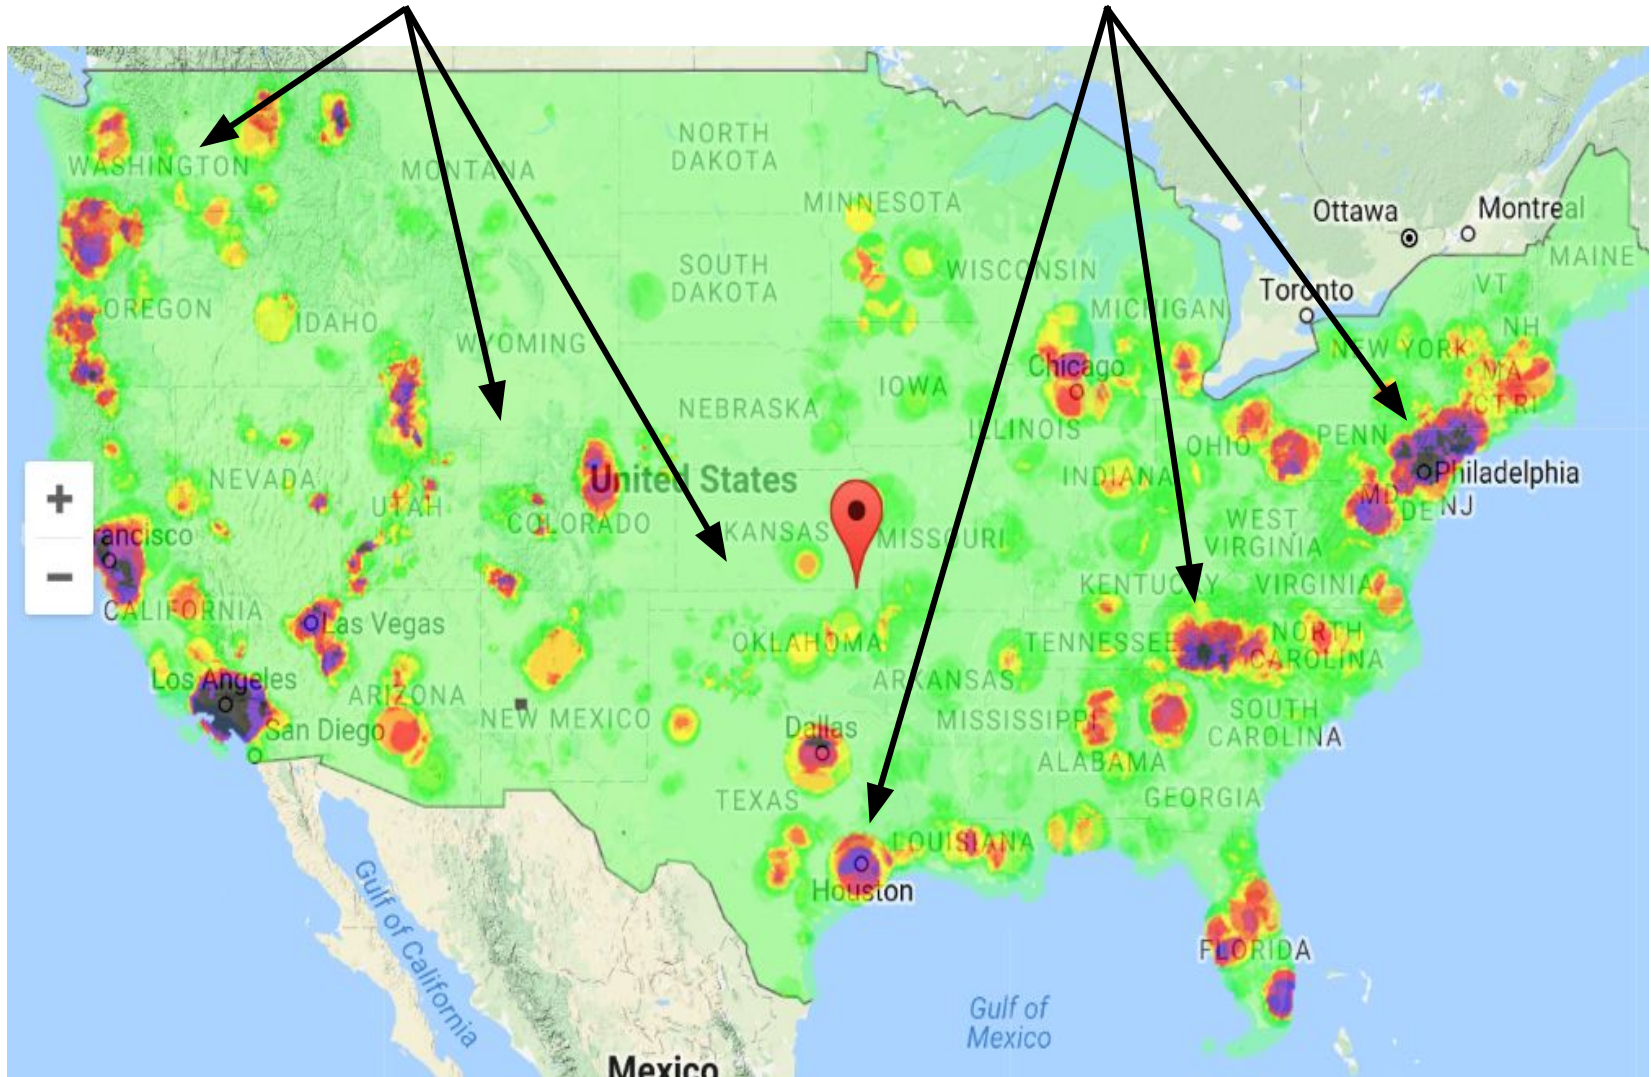 NORTH
DAKOTA
WASHINGTON
MONTANA
MINNESOTA
Ottawa
Montreal
MAINE
SOUTH
DAKOTA
WISCONSIN
VT
Toronto
OREGON
IDAHO
MICHIGAN
NH
WYOMING
NEW YORK
Chicago
MA
IOWA
NEBRASKA
CT RI
ILLINOIS
OHIO
PENN
+
NEVADA
United States
INDIANA
Philadelphia
UTAH
MD
DE NJ
COLORADO
ancisco
KANSAS
MISSOURI
WEST
VIRGINIA
−
CALIFORNIA
KENTUCKY
VIRGINIA
Las Vegas
OKLAHOMA
TENNESSEE
NORTH
CAROLINA
Los Angeles
ARIZONA
ARKANSAS
San Diego
NEW MEXICO
Dallas
MISSISSIPPI
SOUTH
CAROLINA
ALABAMA
TEXAS
GEORGIA
LOUISIANA
Houston
Gulf of California
FLORIDA
Gulf of
Mexico
Mexico